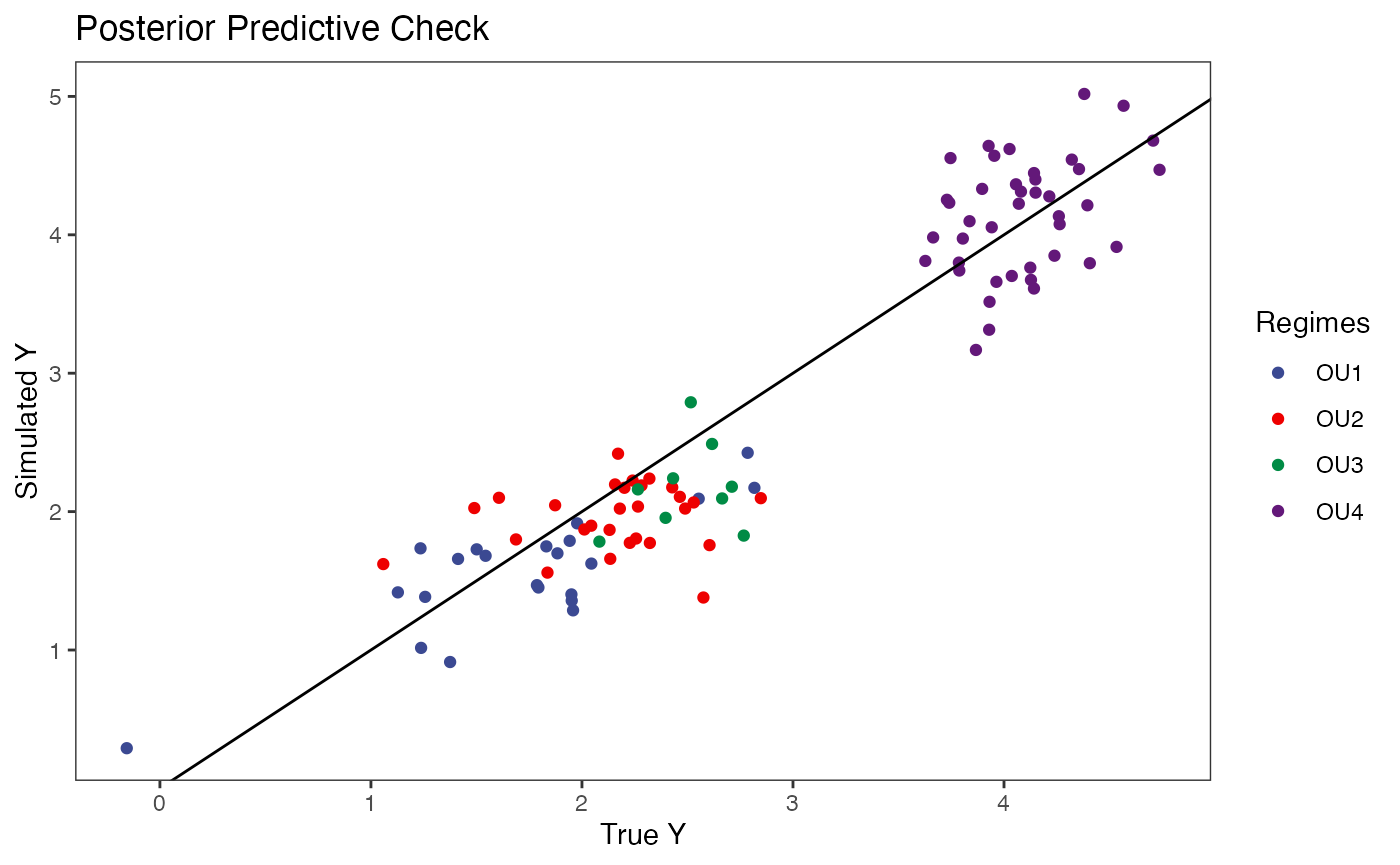 Posterior Predictive Check
5
4
3
2
1
Simulated Y
0 1 2 3 4
True Y
Regimes
OU1
OU2
OU3
OU4